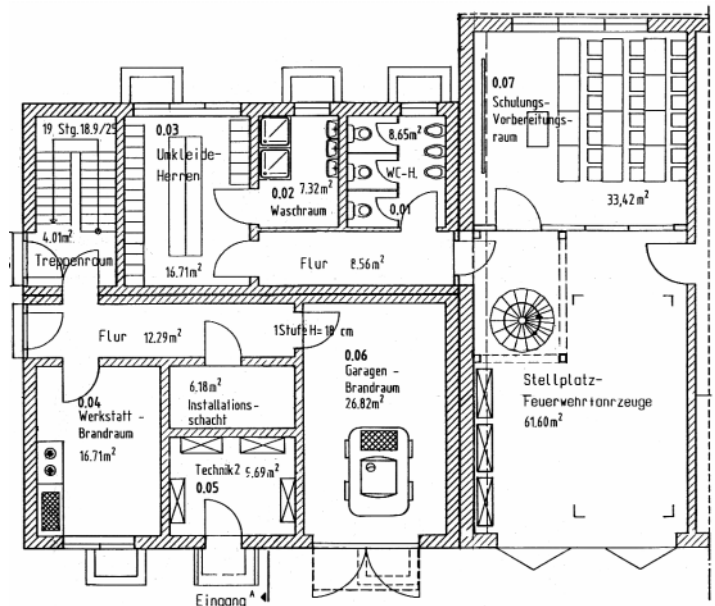 0.07
Schulungs-
Vorbereitungs-
raum
33,42 m²
19 Stg.18.9/25
0.03
Umkleide-
Herren
16.71m²
8.65m²
WC-H.
0.01
0.02
7.32m²
Waschraum
4.01m²
Treppenraum
Flur 8.56m²
Flur 12.29m²
1Stufe H= 18 cm
0.06
Garagen -
Brandraum
26.82m²
6,18m²
Installations-
schacht
0.04
Werkstatt -
Brandraum
16.71m²
Technik2 5.69m²
0.05
Stellplatz-
Feuerwehrfahrzeuge
61.60m²
Eingang A